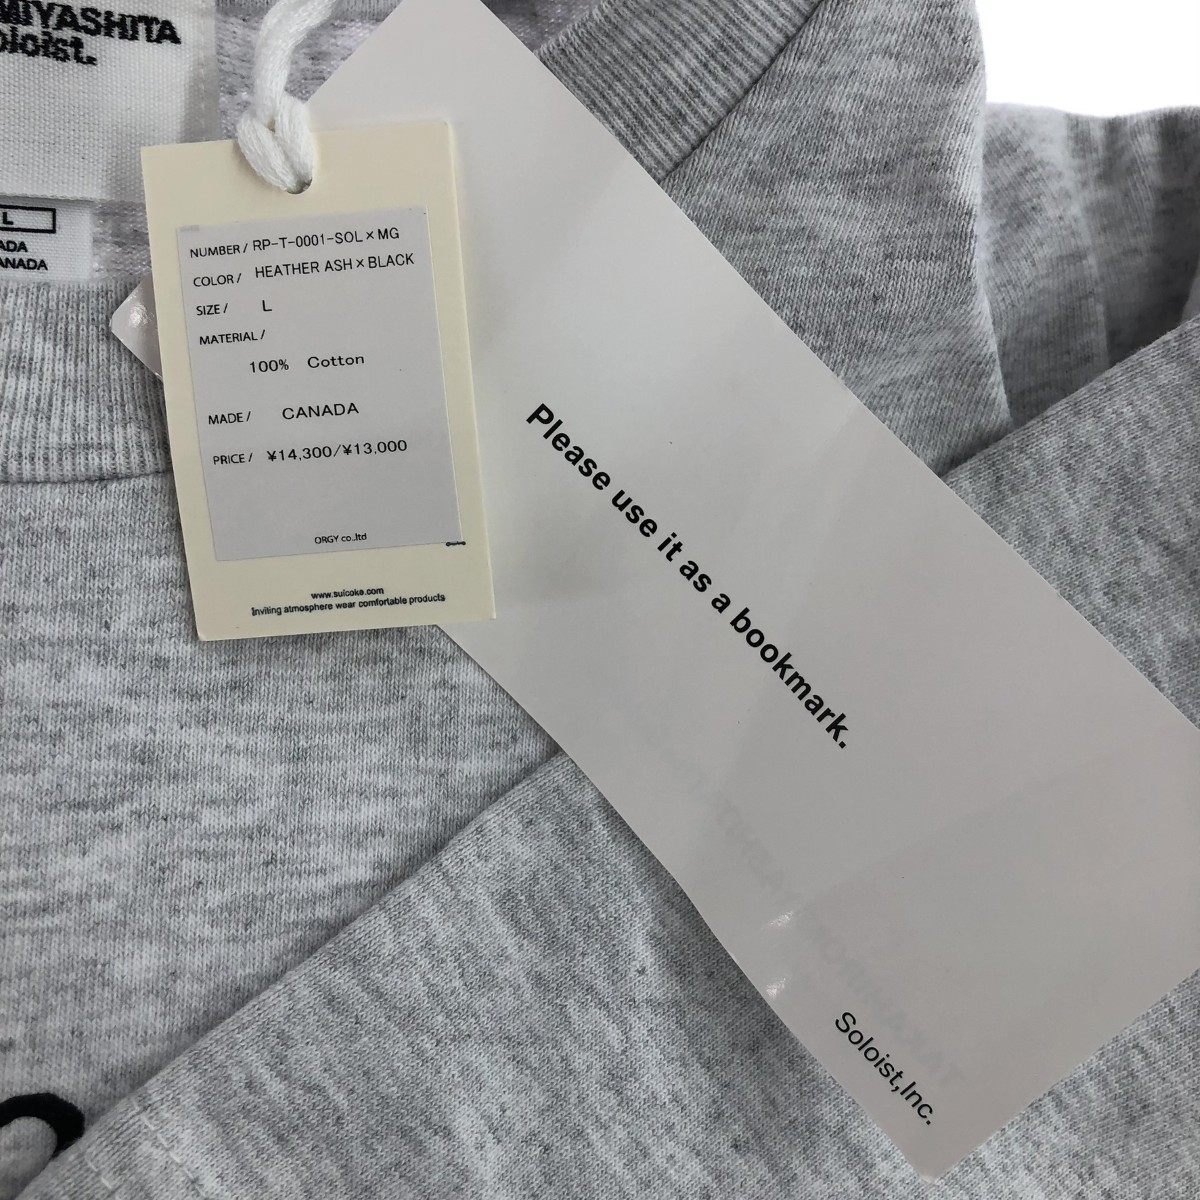 MIYASHITA
oloist.
L
ADA
ANADA
NUMBER / RP-T-0001-SOL×MG
COLOR / HEATHER ASH×BLACK
SIZE / L
MATERIAL /
100% Cotton
MADE / CANADA
PRICE / ¥14,300/¥13,000
ORGY co.,ltd
www.suicoke.com
Inviting atmosphere wear comfortable products
Please use it as a bookmark.
Soloist,Inc.